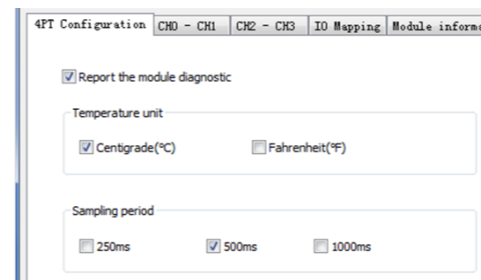 4PT Configuration CH0 - CH1 CH2 - CH3 IO Mapping Module
Report the module diagnostic
Temperature unit
Centigrade(°C) Fahrenheit(°F)
Sampling period
250ms 500ms 1000ms